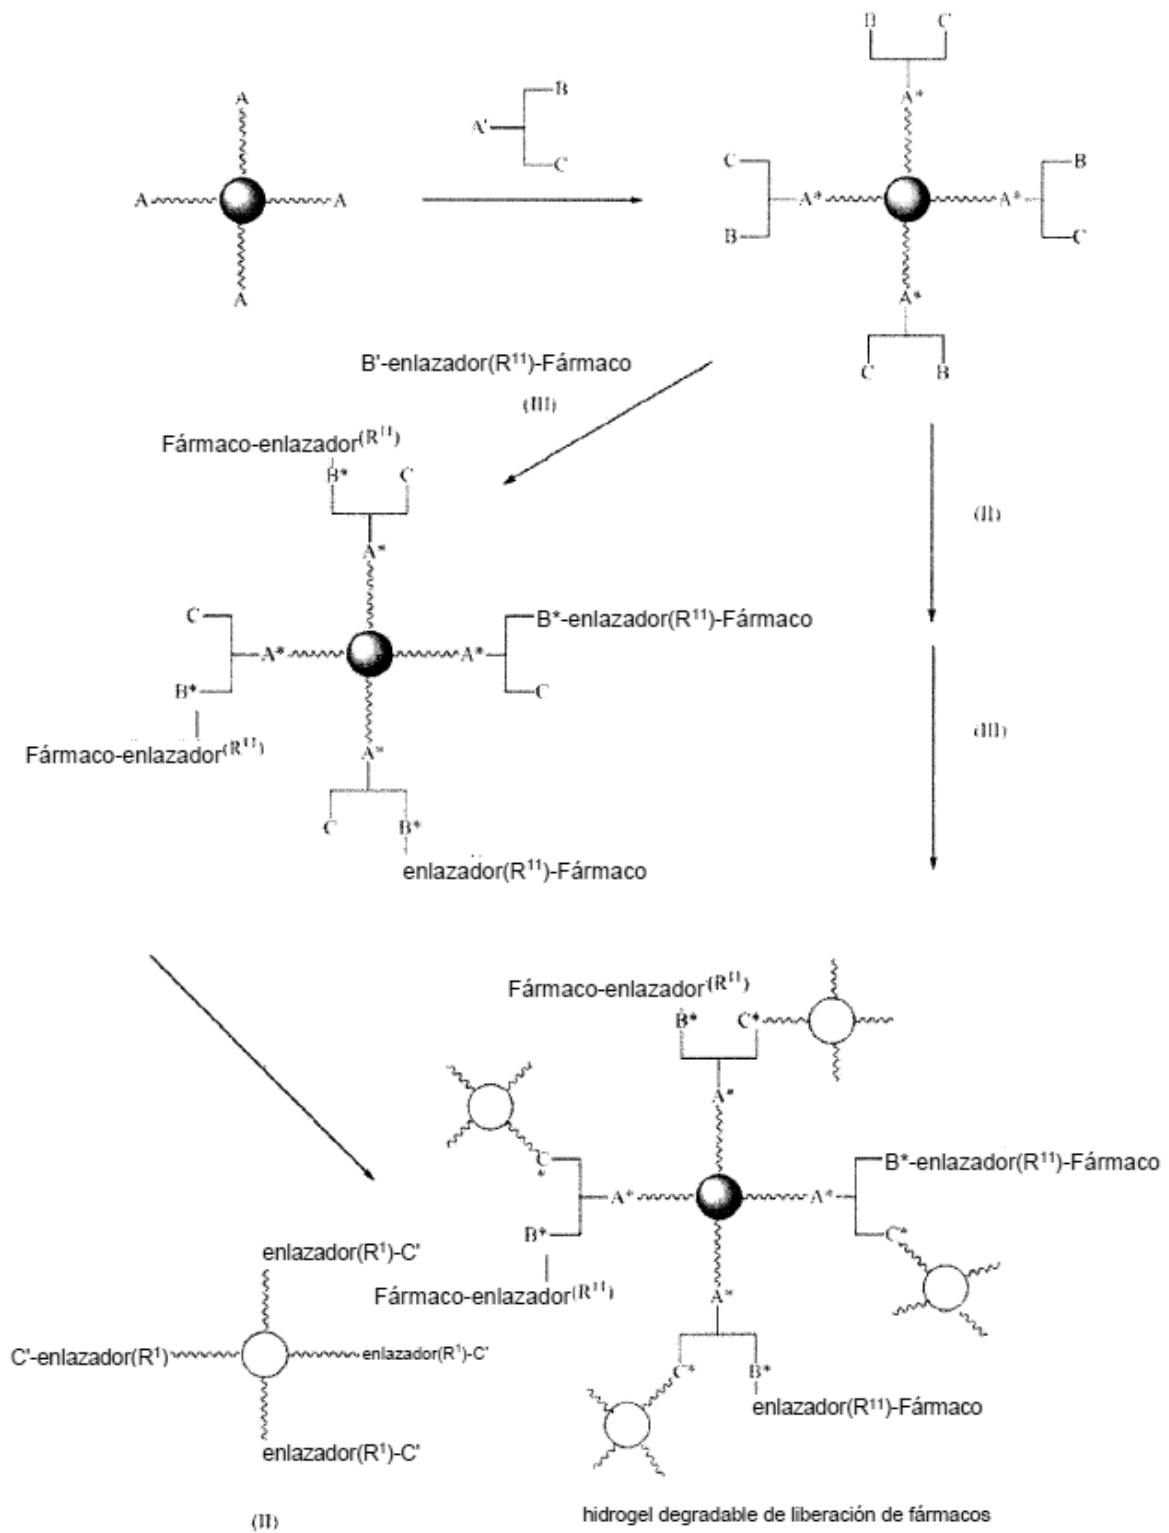 B C
A B A*
A'
C
C B
A A A* A*
B C
A A*
C B
B'-enlazador(R¹¹)-Fármaco
(III)
Fármaco-enlazador(R¹¹)
B* C
(II)
A*
C B*-enlazador(R¹¹)-Fármaco
A* A*
B* C
(III)
Fármaco-enlazador(R¹¹) A*
C B*
enlazador(R¹¹)-Fármaco
Fármaco-enlazador(R¹¹)
B* C*
A*
C* B*-enlazador(R¹¹)-Fármaco
A* A*
B* C*
enlazador(R¹)-C'
Fármaco-enlazador(R¹¹) A*
C'-enlazador(R¹) enlazador(R¹)-C'
C* B*
enlazador(R¹¹)-Fármaco
enlazador(R¹)-C'
(II) hidrogel degradable de liberación de fármacos